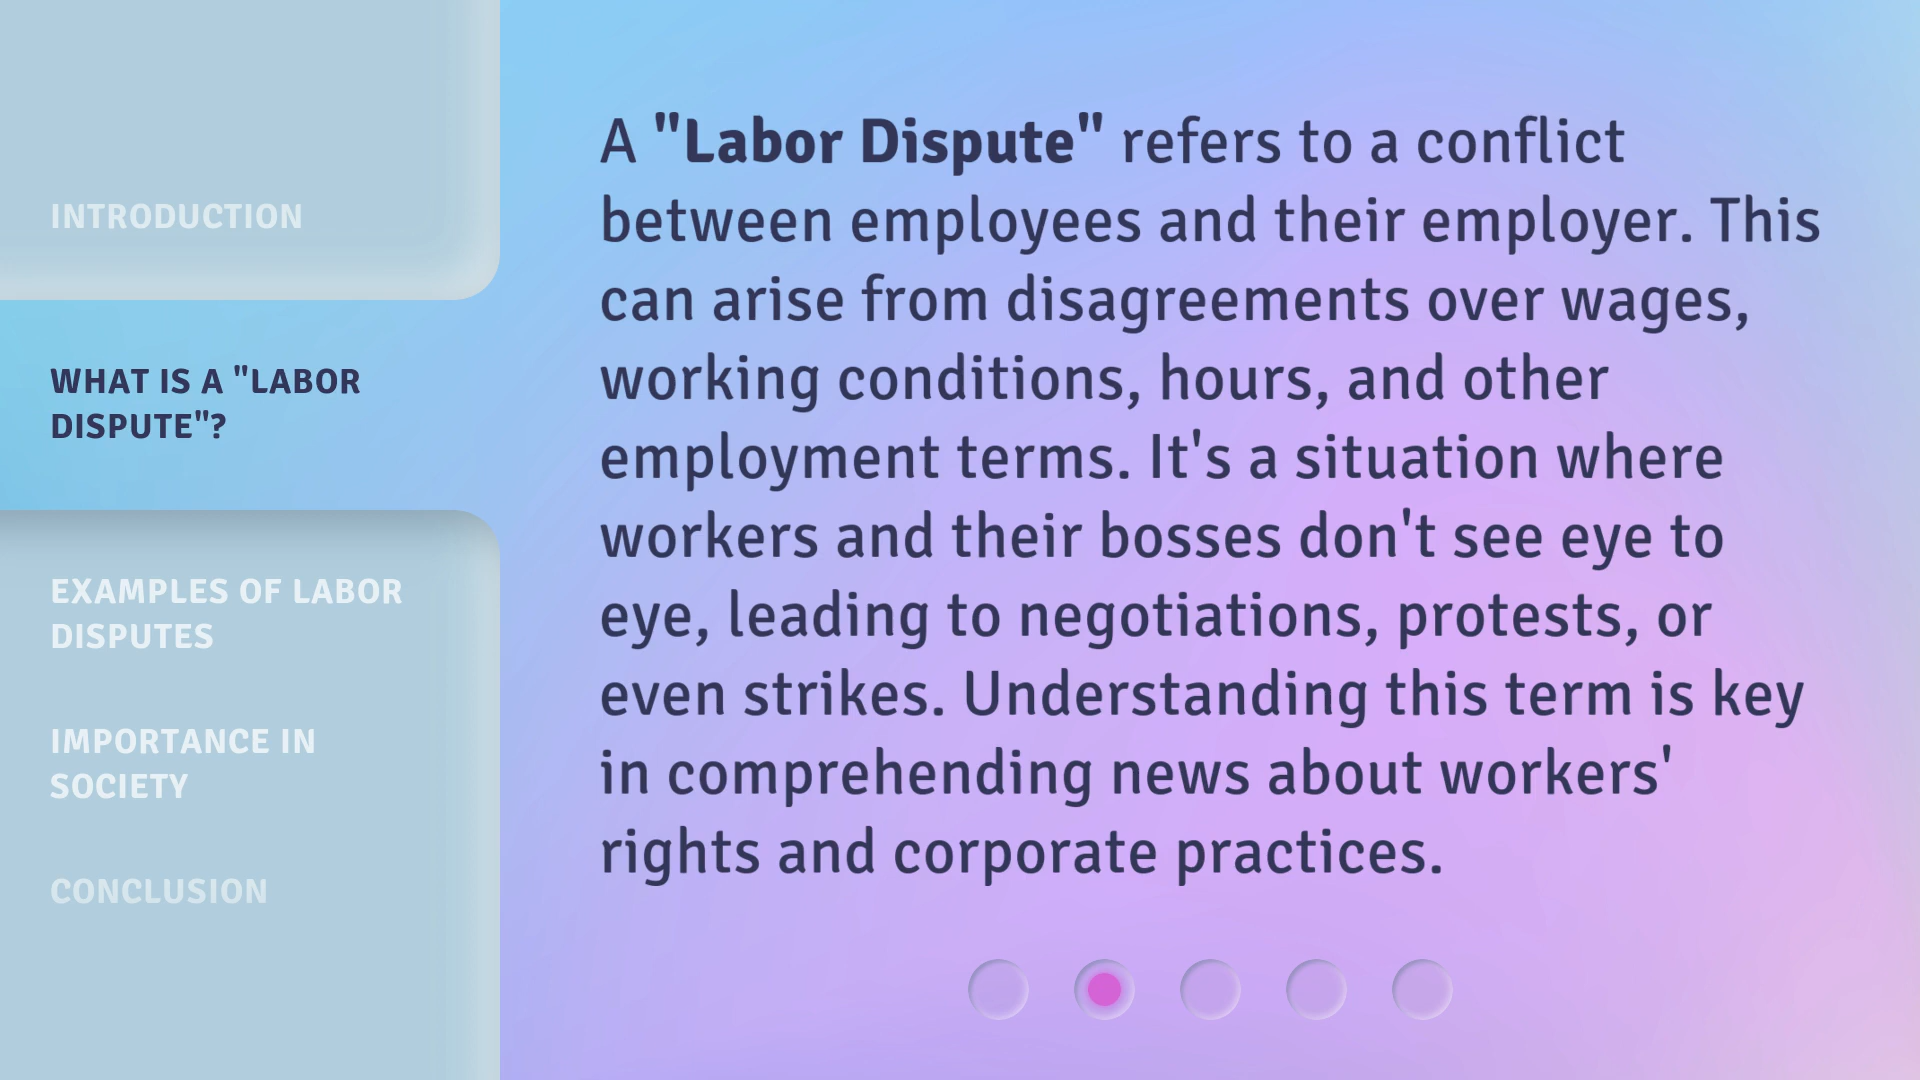 INTRODUCTION
WHAT IS A "LABOR
DISPUTE"?
EXAMPLES OF LABOR
DISPUTES
IMPORTANCE IN
SOCIETY
CONCLUSION
A "Labor Dispute" refers to a conflict
between employees and their employer. This
can arise from disagreements over wages,
working conditions, hours, and other
employment terms. It's a situation where
workers and their bosses don't see eye to
eye, leading to negotiations, protests, or
even strikes. Understanding this term is key
in comprehending news about workers'
rights and corporate practices.